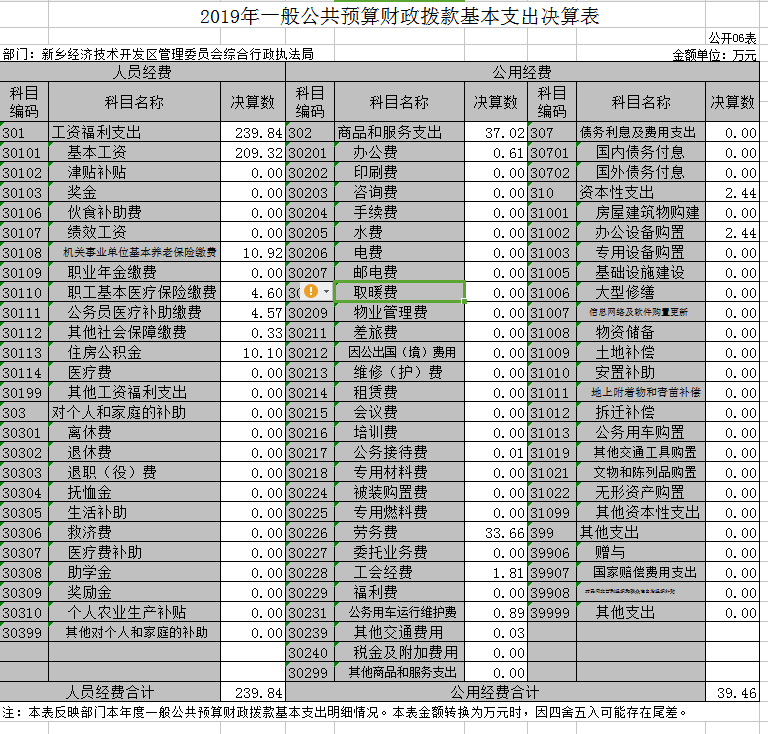 2019年一般公共预算财政拨款基本支出决算表
公开06表
部门：新乡经济技术开发区管理委员会综合行政执法局 金额单位：万元
人员经费 公用经费
科目编码 科目名称 决算数 科目编码 科目名称 决算数 科目编码 科目名称 决算数
301 工资福利支出 239.84 302 商品和服务支出 37.02 307 债务利息及费用支出 0.00
30101 基本工资 209.32 30201 办公费 0.61 30701 国内债务付息 0.00
30102 津贴补贴 0.00 30202 印刷费 0.00 30702 国外债务付息 0.00
30103 奖金 0.00 30203 咨询费 0.00 310 资本性支出 2.44
30106 伙食补助费 0.00 30204 手续费 0.00 31001 房屋建筑物购建 0.00
30107 绩效工资 0.00 30205 水费 0.00 31002 办公设备购置 2.44
30108 机关事业单位基本养老保险缴费 10.92 30206 电费 0.00 31003 专用设备购置 0.00
30109 职业年金缴费 0.00 30207 邮电费 0.00 31005 基础设施建设 0.00
30110 职工基本医疗保险缴费 4.60 30 取暖费 0.00 31006 大型修缮 0.00
30111 公务员医疗补助缴费 4.57 30209 物业管理费 0.00 31007 信息网络及软件购置更新 0.00
30112 其他社会保障缴费 0.33 30211 差旅费 0.00 31008 物资储备 0.00
30113 住房公积金 10.10 30212 因公出国（境）费用 0.00 31009 土地补偿 0.00
30114 医疗费 0.00 30213 维修（护）费 0.00 31010 安置补助 0.00
30199 其他工资福利支出 0.00 30214 租赁费 0.00 31011 地上附着物和青苗补偿 0.00
303 对个人和家庭的补助 0.00 30215 会议费 0.00 31012 拆迁补偿 0.00
30301 离休费 0.00 30216 培训费 0.00 31013 公务用车购置 0.00
30302 退休费 0.00 30217 公务接待费 0.01 31019 其他交通工具购置 0.00
30303 退职（役）费 0.00 30218 专用材料费 0.00 31021 文物和陈列品购置 0.00
30304 抚恤金 0.00 30224 被装购置费 0.00 31022 无形资产购置 0.00
30305 生活补助 0.00 30225 专用燃料费 0.00 31099 其他资本性支出 0.00
30306 救济费 0.00 30226 劳务费 33.66 399 其他支出 0.00
30307 医疗费补助 0.00 30227 委托业务费 0.00 39906 赠与 0.00
30308 助学金 0.00 30228 工会经费 1.81 39907 国家赔偿费用支出 0.00
30309 奖励金 0.00 30229 福利费 0.00 39908 0.00
30310 个人农业生产补贴 0.00 30231 公务用车运行维护费 0.89 39999 其他支出 0.00
30399 其他对个人和家庭的补助 0.00 30239 其他交通费用 0.03
30240 税金及附加费用 0.00
30299 其他商品和服务支出 0.00
人员经费合计 239.84 公用经费合计 39.46
注：本表反映部门本年度一般公共预算财政拨款基本支出明细情况。本表金额转换为万元时，因四舍五入可能存在尾差。